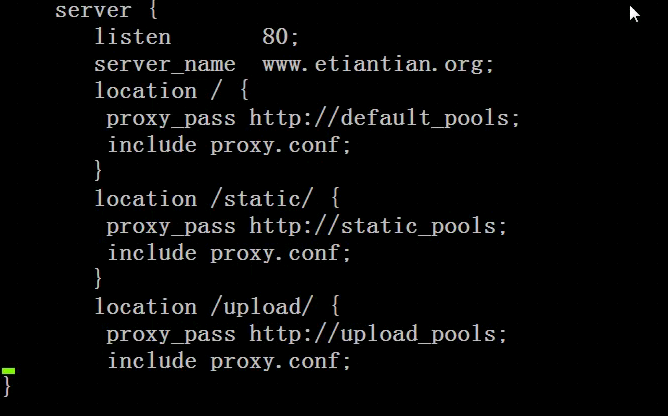 server {
listen 80;
server_name www.etiantian.org;
location / {
proxy_pass http://default_pools;
include proxy.conf;
}
location /static/ {
proxy_pass http://static_pools;
include proxy.conf;
}
location /upload/ {
proxy_pass http://upload_pools;
include proxy.conf;
}